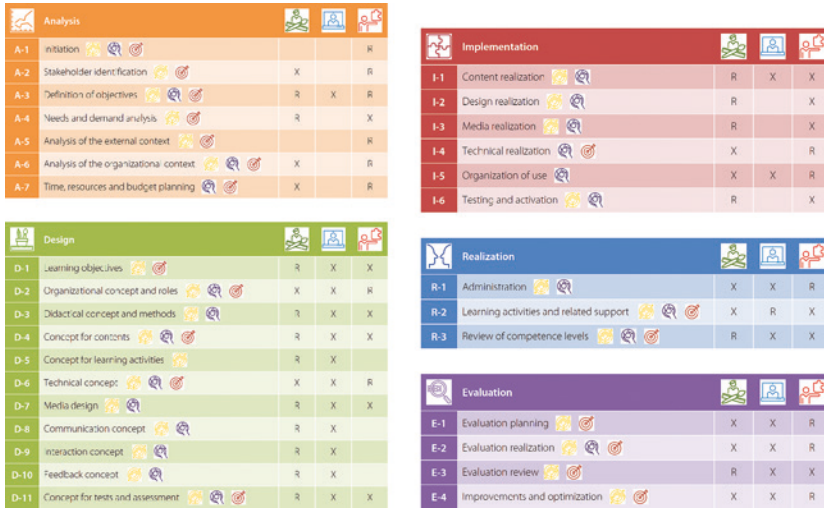 Analysis
A-1 Initiation R
A-2 Stakeholder identification X R
A-3 Definition of objectives R X R
A-4 Needs and demand analysis R X
A-5 Analysis of the external context R
A-6 Analysis of the organizational context X R
A-7 Time, resources and budget planning X R
Design
D-1 Learning objectives R X X
D-2 Organizational concept and roles X X R
D-3 Didactical concept and methods R X X
D-4 Concept for contents R X X
D-5 Concept for learning activities R X
D-6 Technical concept X X R
D-7 Media design R X X
D-8 Communication concept R X
D-9 Interaction concept R X
D-10 Feedback concept R X
D-11 Concept for tests and assessment R X X
Implementation
I-1 Content realization R X X
I-2 Design realization R X
I-3 Media realization R X
I-4 Technical realization X R
I-5 Organization of use X X R
I-6 Testing and activation R X
Realization
R-1 Administration X X R
R-2 Learning activities and related support X R X
R-3 Review of competence levels R X X
Evaluation
E-1 Evaluation planning X X R
E-2 Evaluation realization X X R
E-3 Evaluation review R X X
E-4 Improvements and optimization X X R